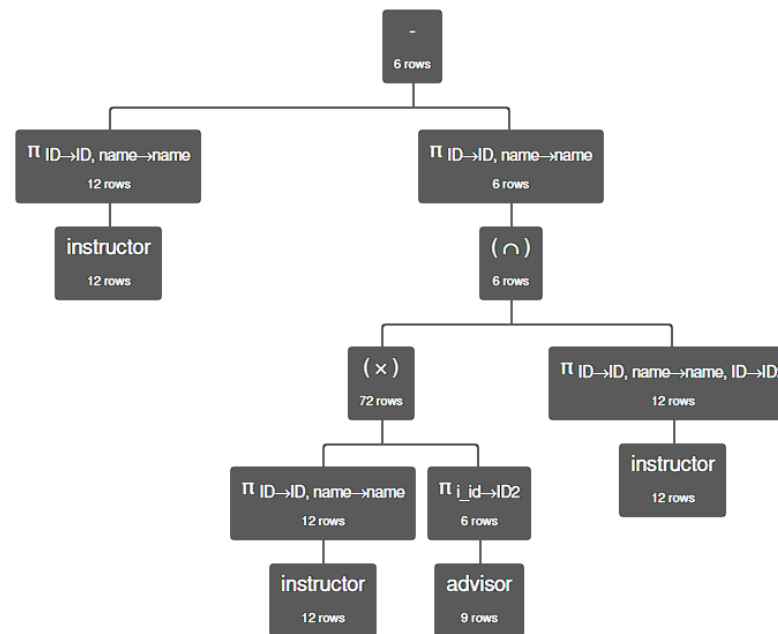 -
6 rows
π ID→ID, name→name
12 rows
π ID→ID, name→name
6 rows
instructor
12 rows
(∩)
6 rows
(×)
72 rows
π ID→ID, name→name, ID→ID
12 rows
π ID→ID, name→name
12 rows
π i_id→ID2
6 rows
instructor
12 rows
instructor
12 rows
advisor
9 rows